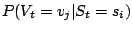 P(V_t = v_j|S_t = s_i)